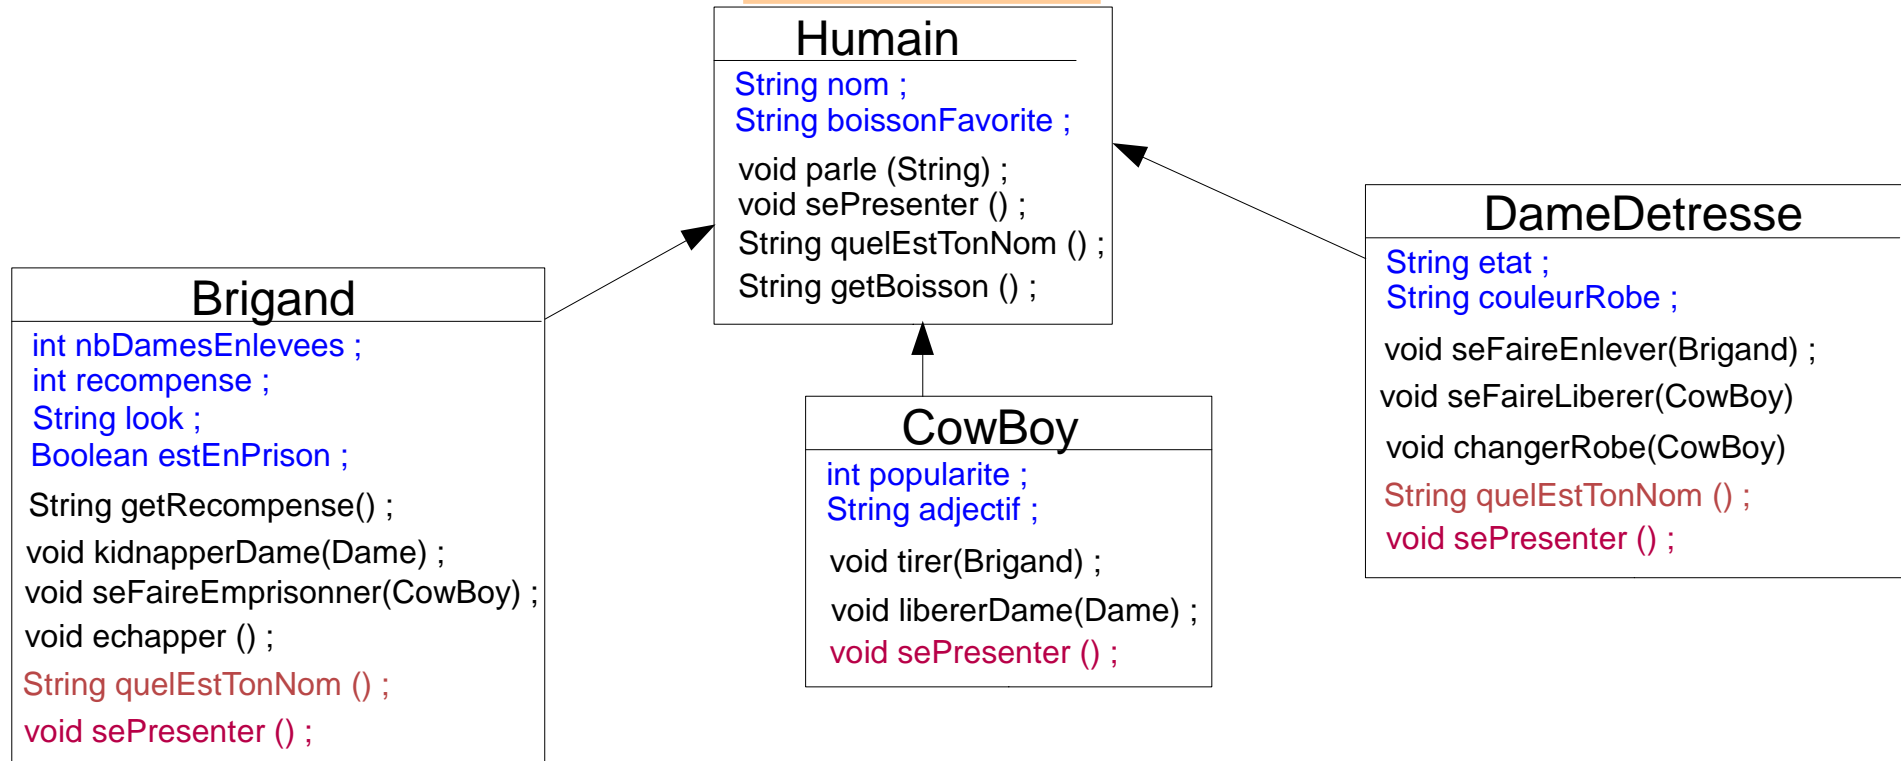 Humain
String nom ;
String boissonFavorite ;
void parle (String) ;
void sePresenter () ;
String quelEstTonNom () ;
String getBoisson () ;
Brigand
int nbDamesEnlevees ;
int recompense ;
String look ;
Boolean estEnPrison ;
String getRecompense() ;
void kidnapperDame(Dame) ;
void seFaireEmprisonner(CowBoy) ;
void echapper () ;
String quelEstTonNom () ;
void sePresenter () ;
CowBoy
int popularite ;
String adjectif ;
void tirer(Brigand) ;
void libererDame(Dame) ;
void sePresenter () ;
DameDetresse
String etat ;
String couleurRobe ;
void seFaireEnlever(Brigand) ;
void seFaireLiberer(CowBoy)
void changerRobe(CowBoy)
String quelEstTonNom () ;
void sePresenter () ;